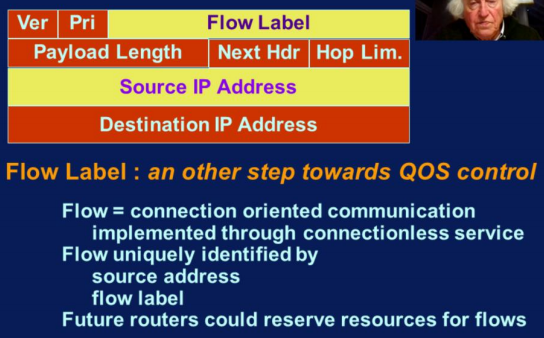 Ver Pri Flow Label
Payload Length Next Hdr Hop Lim.
Source IP Address
Destination IP Address
Flow Label : an other step towards QOS control
Flow = connection oriented communication
implemented through connectionless service
Flow uniquely identified by
source address
flow label
Future routers could reserve resources for flows